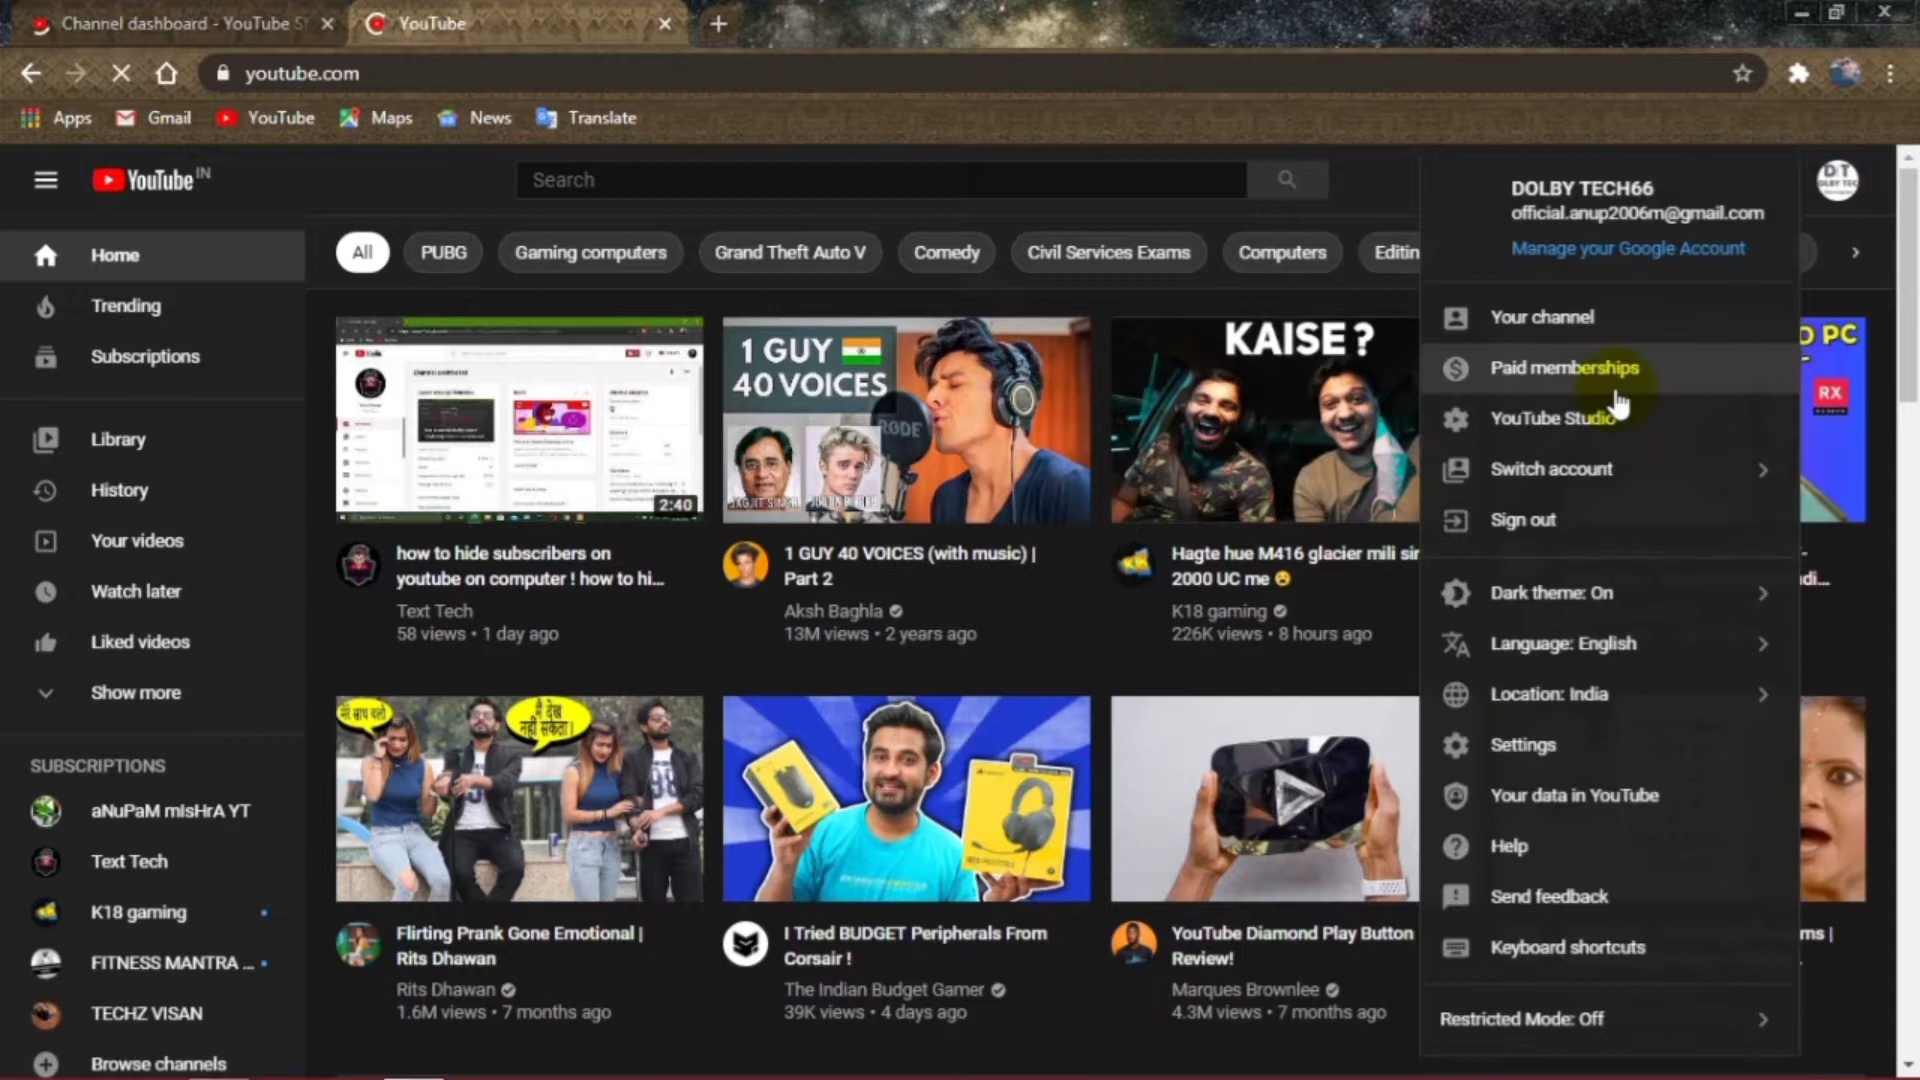 Channel dashboard - YouTube S
YouTube
youtube.com
Apps
Gmail
YouTube
Maps
News
Translate
YouTube IN
Search
DOLBY TECH66
official.anup2006m@gmail.com
Manage your Google Account
Home
Trending
Subscriptions
Library
History
Your videos
Watch later
Liked videos
Show more
SUBSCRIPTIONS
aNuPaM mIsHrA YT
Text Tech
K18 gaming
FITNESS MANTRA ...
TECHZ VISAN
Browse channels
All
PUBG
Gaming computers
Grand Theft Auto V
Comedy
Civil Services Exams
Computers
Editin
2:40
how to hide subscribers on
youtube on computer ! how to hi...
Text Tech
58 views • 1 day ago
1 GUY
40 VOICES
RODE
JAGJIT SINGH
1 GUY 40 VOICES (with music) |
Part 2
Aksh Baghla
13M views • 2 years ago
KAISE ?
Hagte hue M416 glacier mili sir
2000 UC me 😧
K18 gaming
226K views • 8 hours ago
D PC
RX
di...
मेरे साथ चलो
देख
नहीं सकता।
Flirting Prank Gone Emotional |
Rits Dhawan
Rits Dhawan
1.6M views • 7 months ago
I Tried BUDGET Peripherals From
Corsair !
The Indian Budget Gamer
39K views • 4 days ago
YouTube Diamond Play Button
Review!
Marques Brownlee
4.3M views • 7 months ago
ms |
Your channel
Paid memberships
YouTube Studio
Switch account
Sign out
Dark theme: On
Language: English
Location: India
Settings
Your data in YouTube
Help
Send feedback
Keyboard shortcuts
Restricted Mode: Off